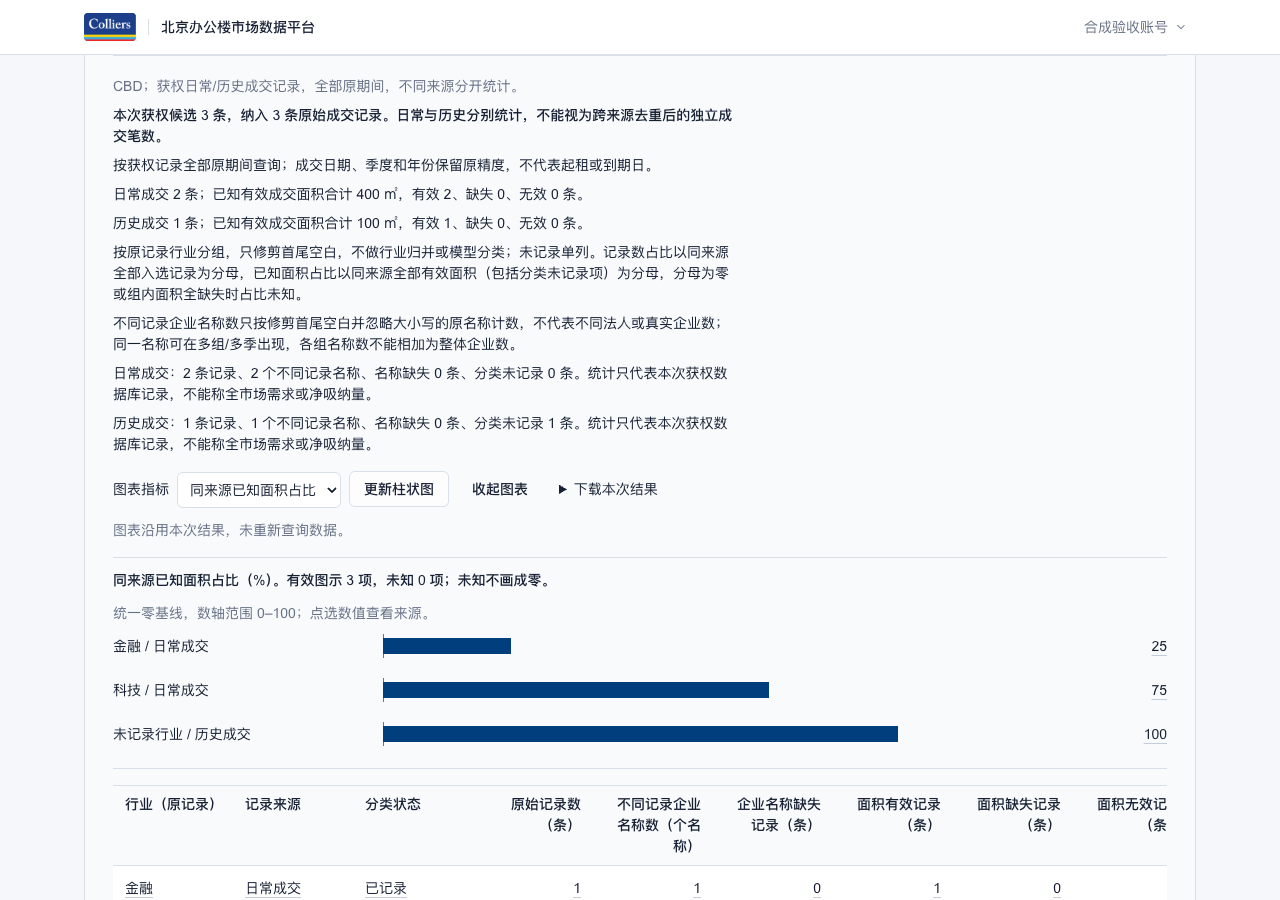 Colliers
北京办公楼市场数据平台
合成验收账号
CBD；获权日常/历史成交记录，全部原期间，不同来源分开统计。
本次获权候选 3 条，纳入 3 条原始成交记录。日常与历史分别统计，不能视为跨来源去重后的独立成
交笔数。
按获权记录全部原期间查询；成交日期、季度和年份保留原精度，不代表起租或到期日。
日常成交 2 条；已知有效成交面积合计 400 ㎡，有效 2、缺失 0、无效 0 条。
历史成交 1 条；已知有效成交面积合计 100 ㎡，有效 1、缺失 0、无效 0 条。
按原记录行业分组，只修剪首尾空白，不做行业归并或模型分类；未记录单列。记录数占比以同来源
全部入选记录为分母，已知面积占比以同来源全部有效面积（包括分类未记录项）为分母，分母为零
或组内面积全缺失时占比未知。
不同记录企业名称数只按修剪首尾空白并忽略大小写的原名称计数，不代表不同法人或真实企业数；
同一名称可在多组/多季出现，各组名称数不能相加为整体企业数。
日常成交：2 条记录、2 个不同记录名称、名称缺失 0 条、分类未记录 0 条。统计只代表本次获权数
据库记录，不能称全市场需求或净吸纳量。
历史成交：1 条记录、1 个不同记录名称、名称缺失 0 条、分类未记录 1 条。统计只代表本次获权数
据库记录，不能称全市场需求或净吸纳量。
图表指标 同来源已知面积占比 更新柱状图 收起图表 ▶ 下载本次结果
图表沿用本次结果，未重新查询数据。
同来源已知面积占比（%）。有效图示 3 项，未知 0 项；未知不画成零。
统一零基线，数轴范围 0–100；点选数值查看来源。
金融 / 日常成交 25
科技 / 日常成交 75
未记录行业 / 历史成交 100
行业（原记录） 记录来源 分类状态 原始记录数 不同记录企业 企业名称缺失 面积有效记录 面积缺失记录 面积无效记
（条） 名称数（个名 记录（条） （条） （条） （条
称）
金融 日常成交 已记录 1 1 0 1 0